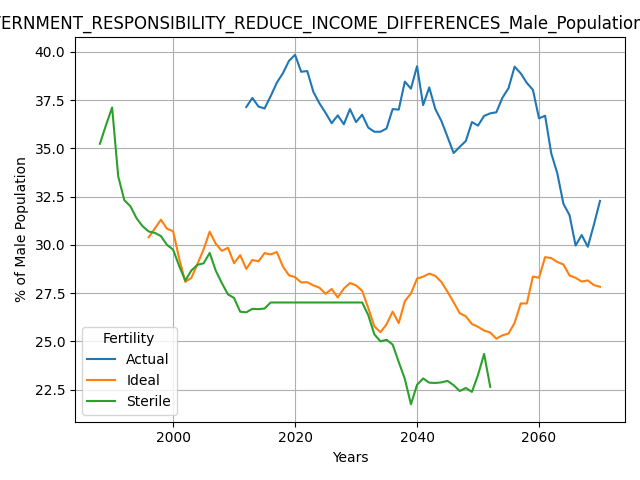 ERNMENT_RESPONSIBILITY_REDUCE_INCOME_DIFFERENCES_Male_Population
40.0
37.5
35.0
32.5
30.0
27.5
25.0
22.5
% of Male Population
Fertility
Actual
Ideal
Sterile
2000 2020 2040 2060
Years